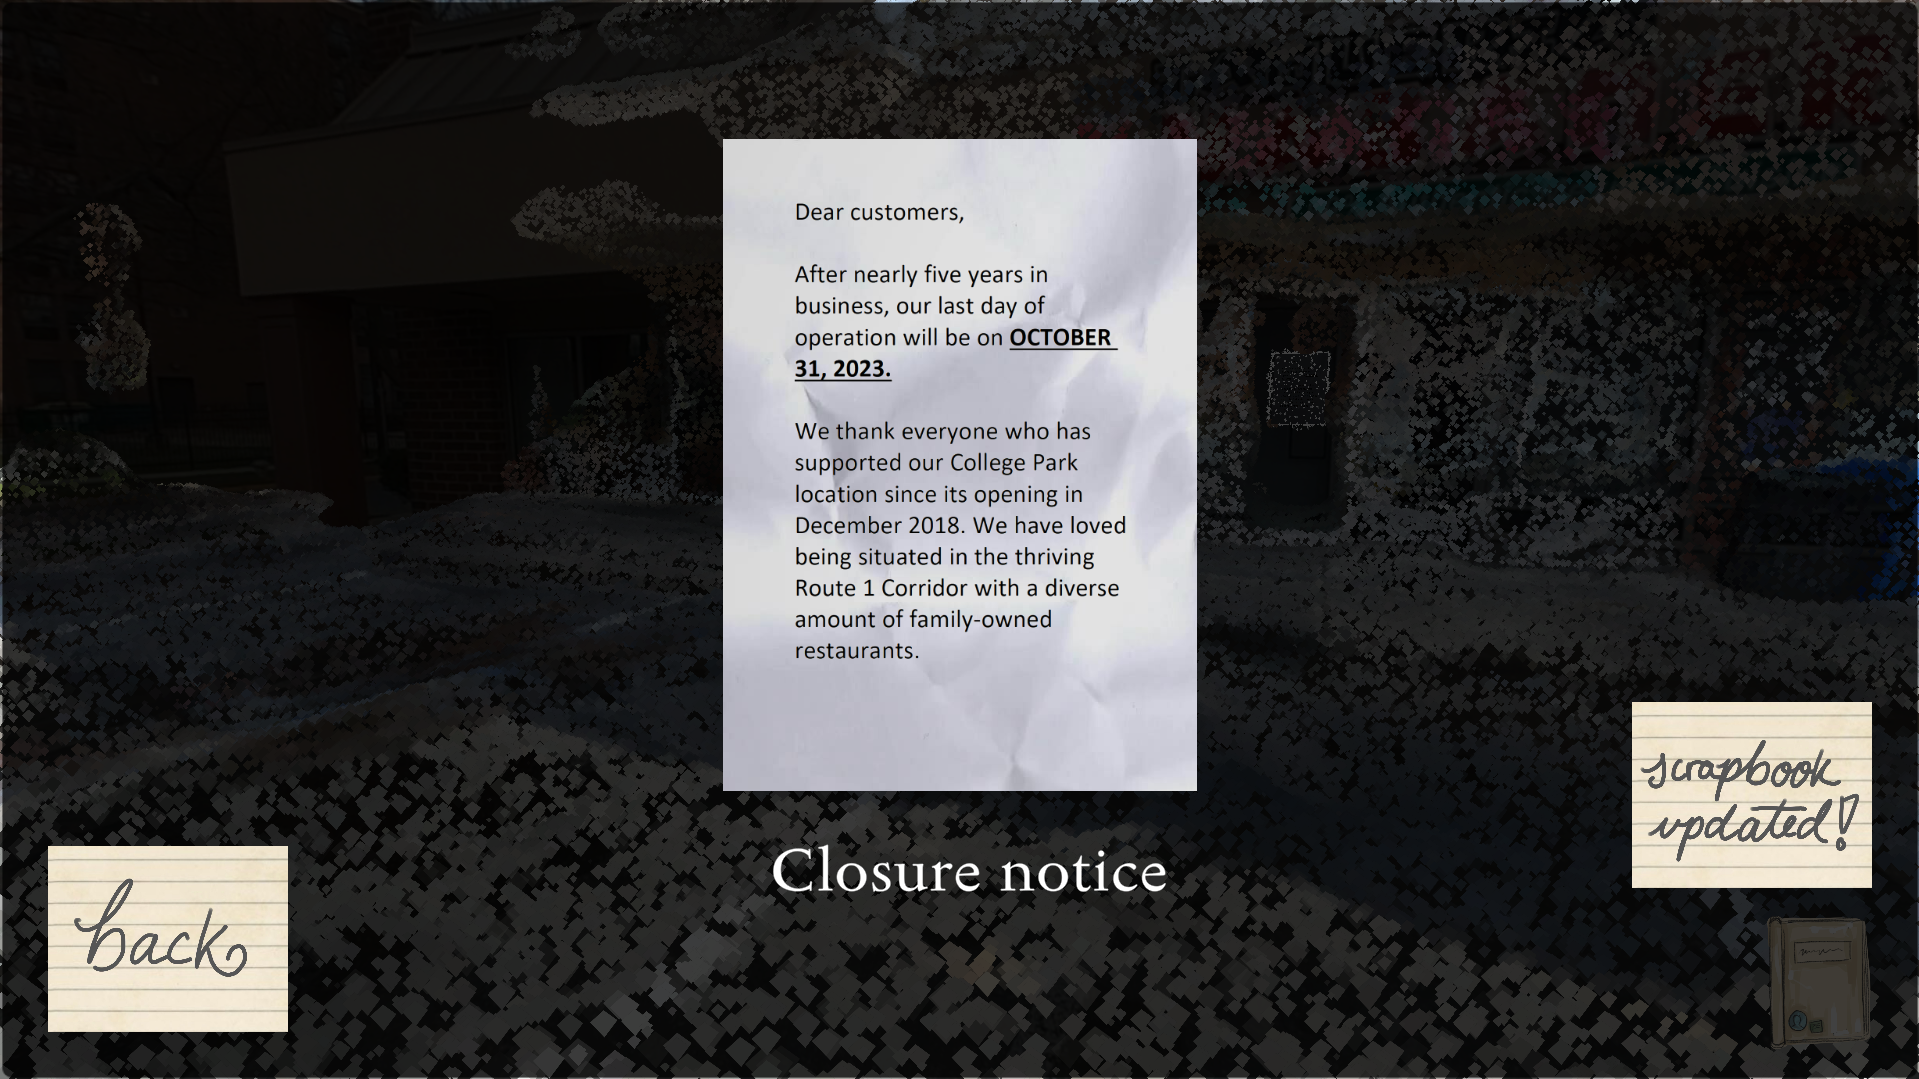 Dear customers,
After nearly five years in
business, our last day of
operation will be on OCTOBER
31, 2023.
We thank everyone who has
supported our College Park
location since its opening in
December 2018. We have loved
being situated in the thriving
Route 1 Corridor with a diverse
amount of family-owned
restaurants.
scrapbook
updated!
Closure notice
back